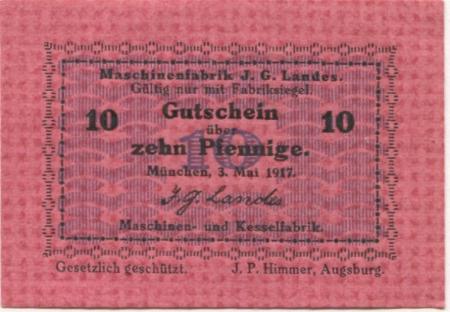 Maschinenfabrik J. G. Landes.
Gültig nur mit Fabriksiegel.
10 Gutschein 10
über
10
zehn Pfennige.
München, 3. Mai 1917.
J. G. Landes
Maschinen- und Kesselfabrik.
Gesetzlich geschützt. J. P. Himmer, Augsburg.